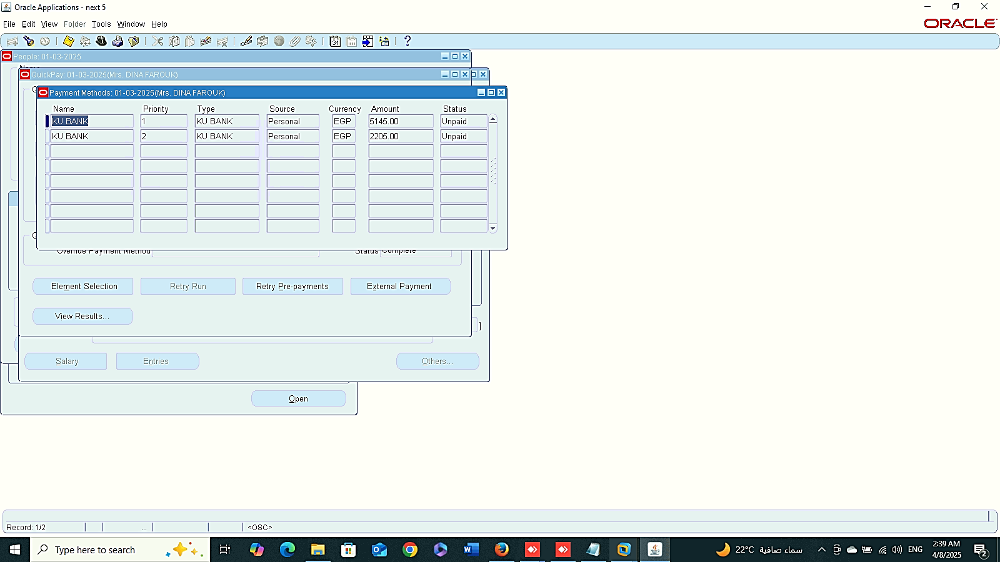 Oracle Applications - next 5
File Edit View Folder Tools Window Help
ORACLE
People: 01-03-2025
QuickPay: 01-03-2025(Mrs. DINA FAROUK)
Payment Methods: 01-03-2025(Mrs. DINA FAROUK)
Name Priority Type Source Currency Amount Status
KU BANK 1 KU BANK Personal EGP 5145.00 Unpaid
KU BANK 2 KU BANK Personal EGP 2205.00 Unpaid
Override Payment Method Status Complete
Element Selection Retry Run Retry Pre-payments External Payment
View Results...
]
Salary Entries Others...
Open
Record: 1/2 ... <OSC>
Type here to search
22°C سماء صافية
ENG
2:39 AM
4/8/2025
2